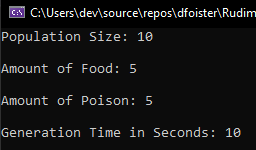 C:\Users\dev\source\repos\dfoister\Rudim
Population Size: 10
Amount of Food: 5
Amount of Poison: 5
Generation Time in Seconds: 10